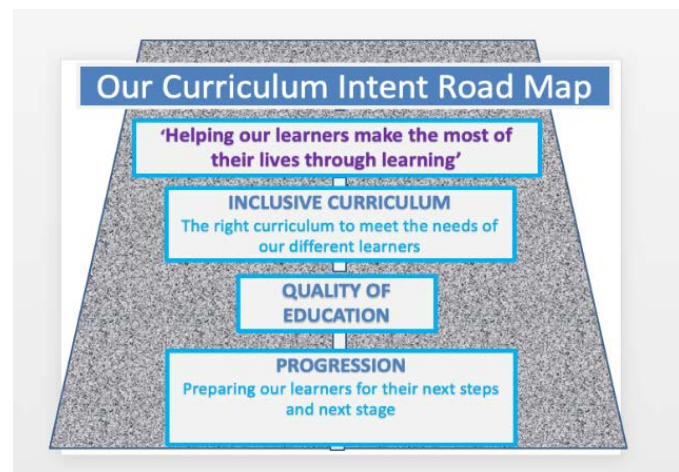 Our Curriculum Intent Road Map
‘Helping our learners make the most of
their lives through learning’
INCLUSIVE CURRICULUM
The right curriculum to meet the needs of
our different learners
QUALITY OF
EDUCATION
PROGRESSION
Preparing our learners for their next steps
and next stage